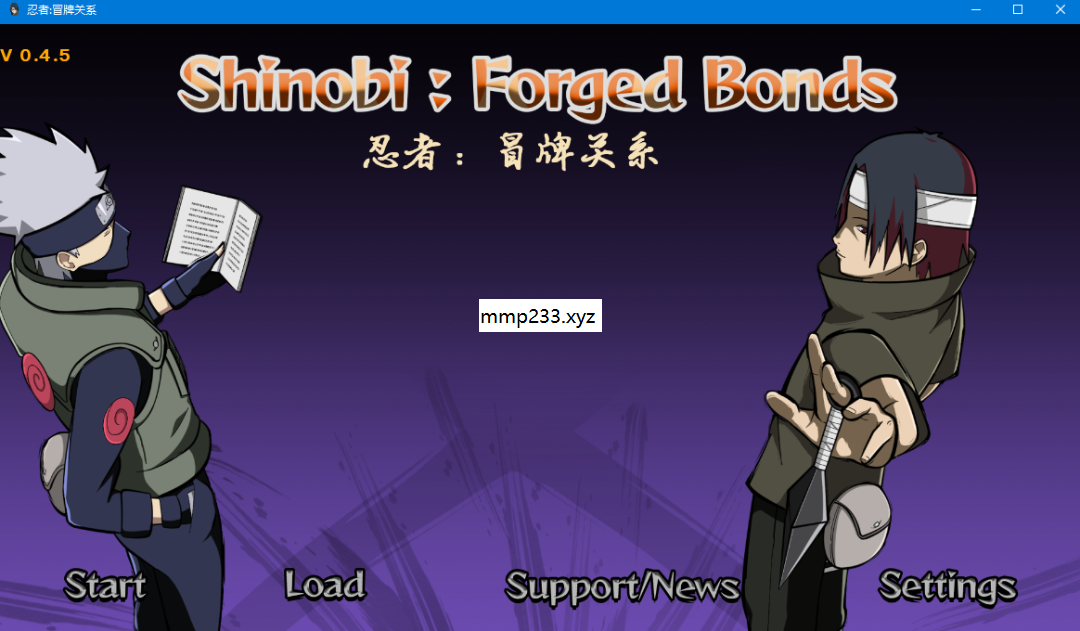 忍者:冒牌关系
V 0.4.5
Shinobi : Forged Bonds
忍者：冒牌关系
mmp233.xyz
Start
Load
Support/News
Settings